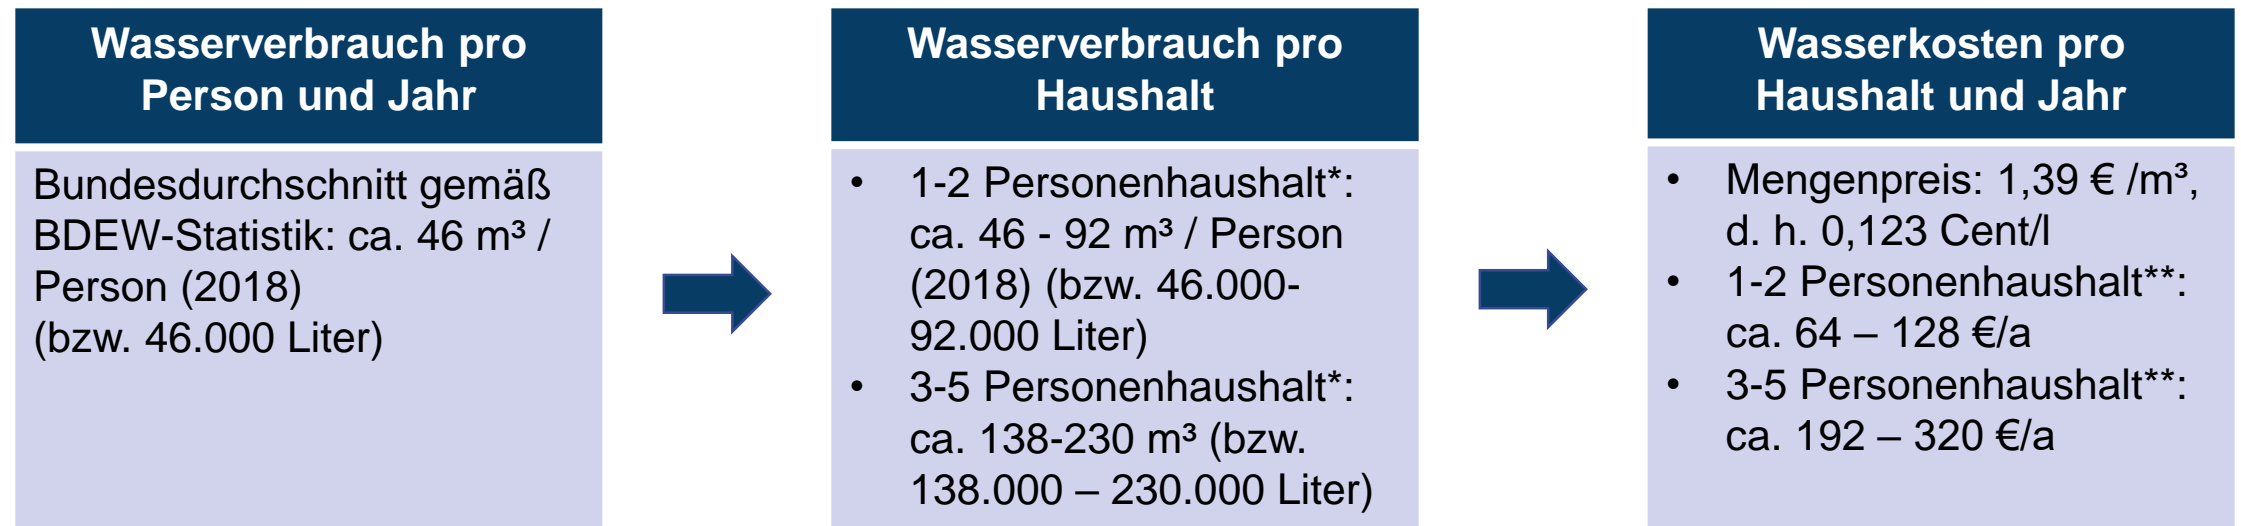 Wasserverbrauch pro
Person und Jahr
Bundesdurchschnitt gemäß
BDEW-Statistik: ca. 46 m³ /
Person (2018)
(bzw. 46.000 Liter)
Wasserverbrauch pro
Haushalt
• 1-2 Personenhaushalt*:
ca. 46 - 92 m³ / Person
(2018) (bzw. 46.000-
92.000 Liter)
• 3-5 Personenhaushalt*:
ca. 138-230 m³ (bzw.
138.000 – 230.000 Liter)
Wasserkosten pro
Haushalt und Jahr
• Mengenpreis: 1,39 € /m³,
d. h. 0,123 Cent/l
• 1-2 Personenhaushalt**:
ca. 64 – 128 €/a
• 3-5 Personenhaushalt**:
ca. 192 – 320 €/a